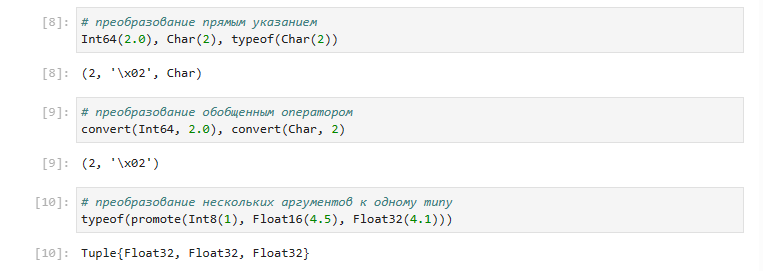 [8]: # преобразование прямым указанием
Int64(2.0), Char(2), typeof(Char(2))
[8]: (2, '\x02', Char)
[9]: # преобразование обобщенным оператором
convert(Int64, 2.0), convert(Char, 2)
[9]: (2, '\x02')
[10]: # преобразование нескольких аргументов к одному типу
typeof(promote(Int8(1), Float16(4.5), Float32(4.1)))
[10]: Tuple{Float32, Float32, Float32}